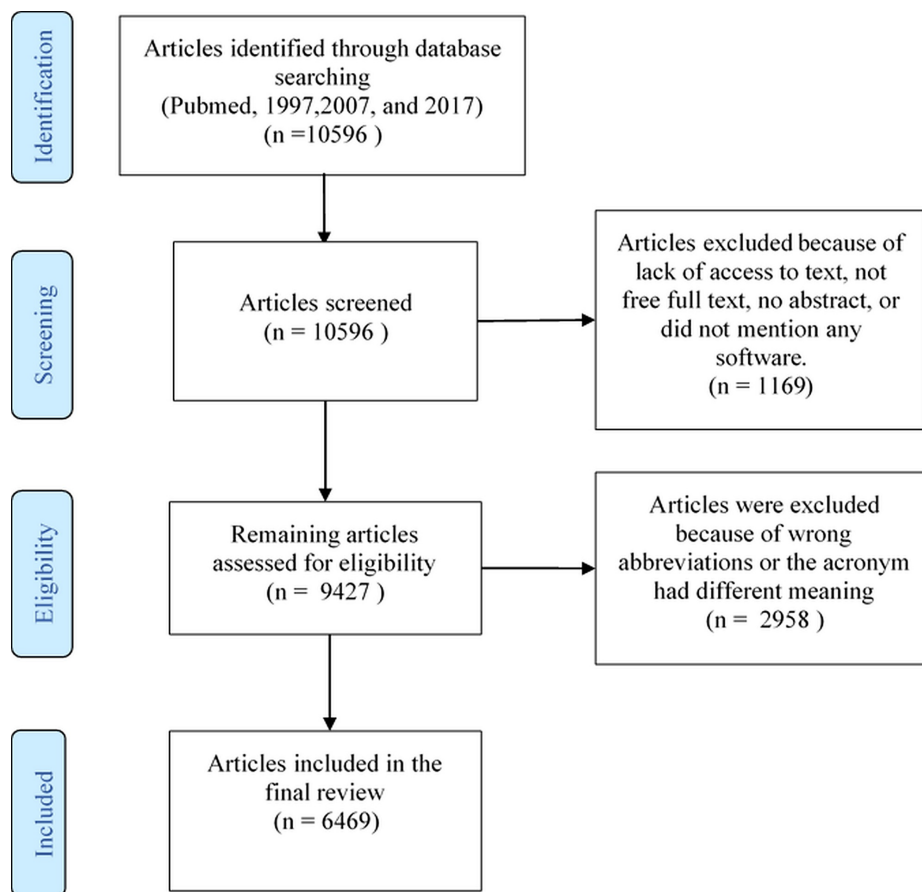 Identification
Articles identified through database
searching
(Pubmed, 1997,2007, and 2017)
(n =10596 )
Screening
Articles screened
(n = 10596 )
Articles excluded because of
lack of access to text, not
free full text, no abstract, or
did not mention any
software.
(n = 1169)
Eligibility
Remaining articles
assessed for eligibility
(n =  9427 )
Articles were excluded
because of wrong
abbreviations or the acronym
had different meaning
(n =  2958 )
Included
Articles included in the
final review
(n = 6469)